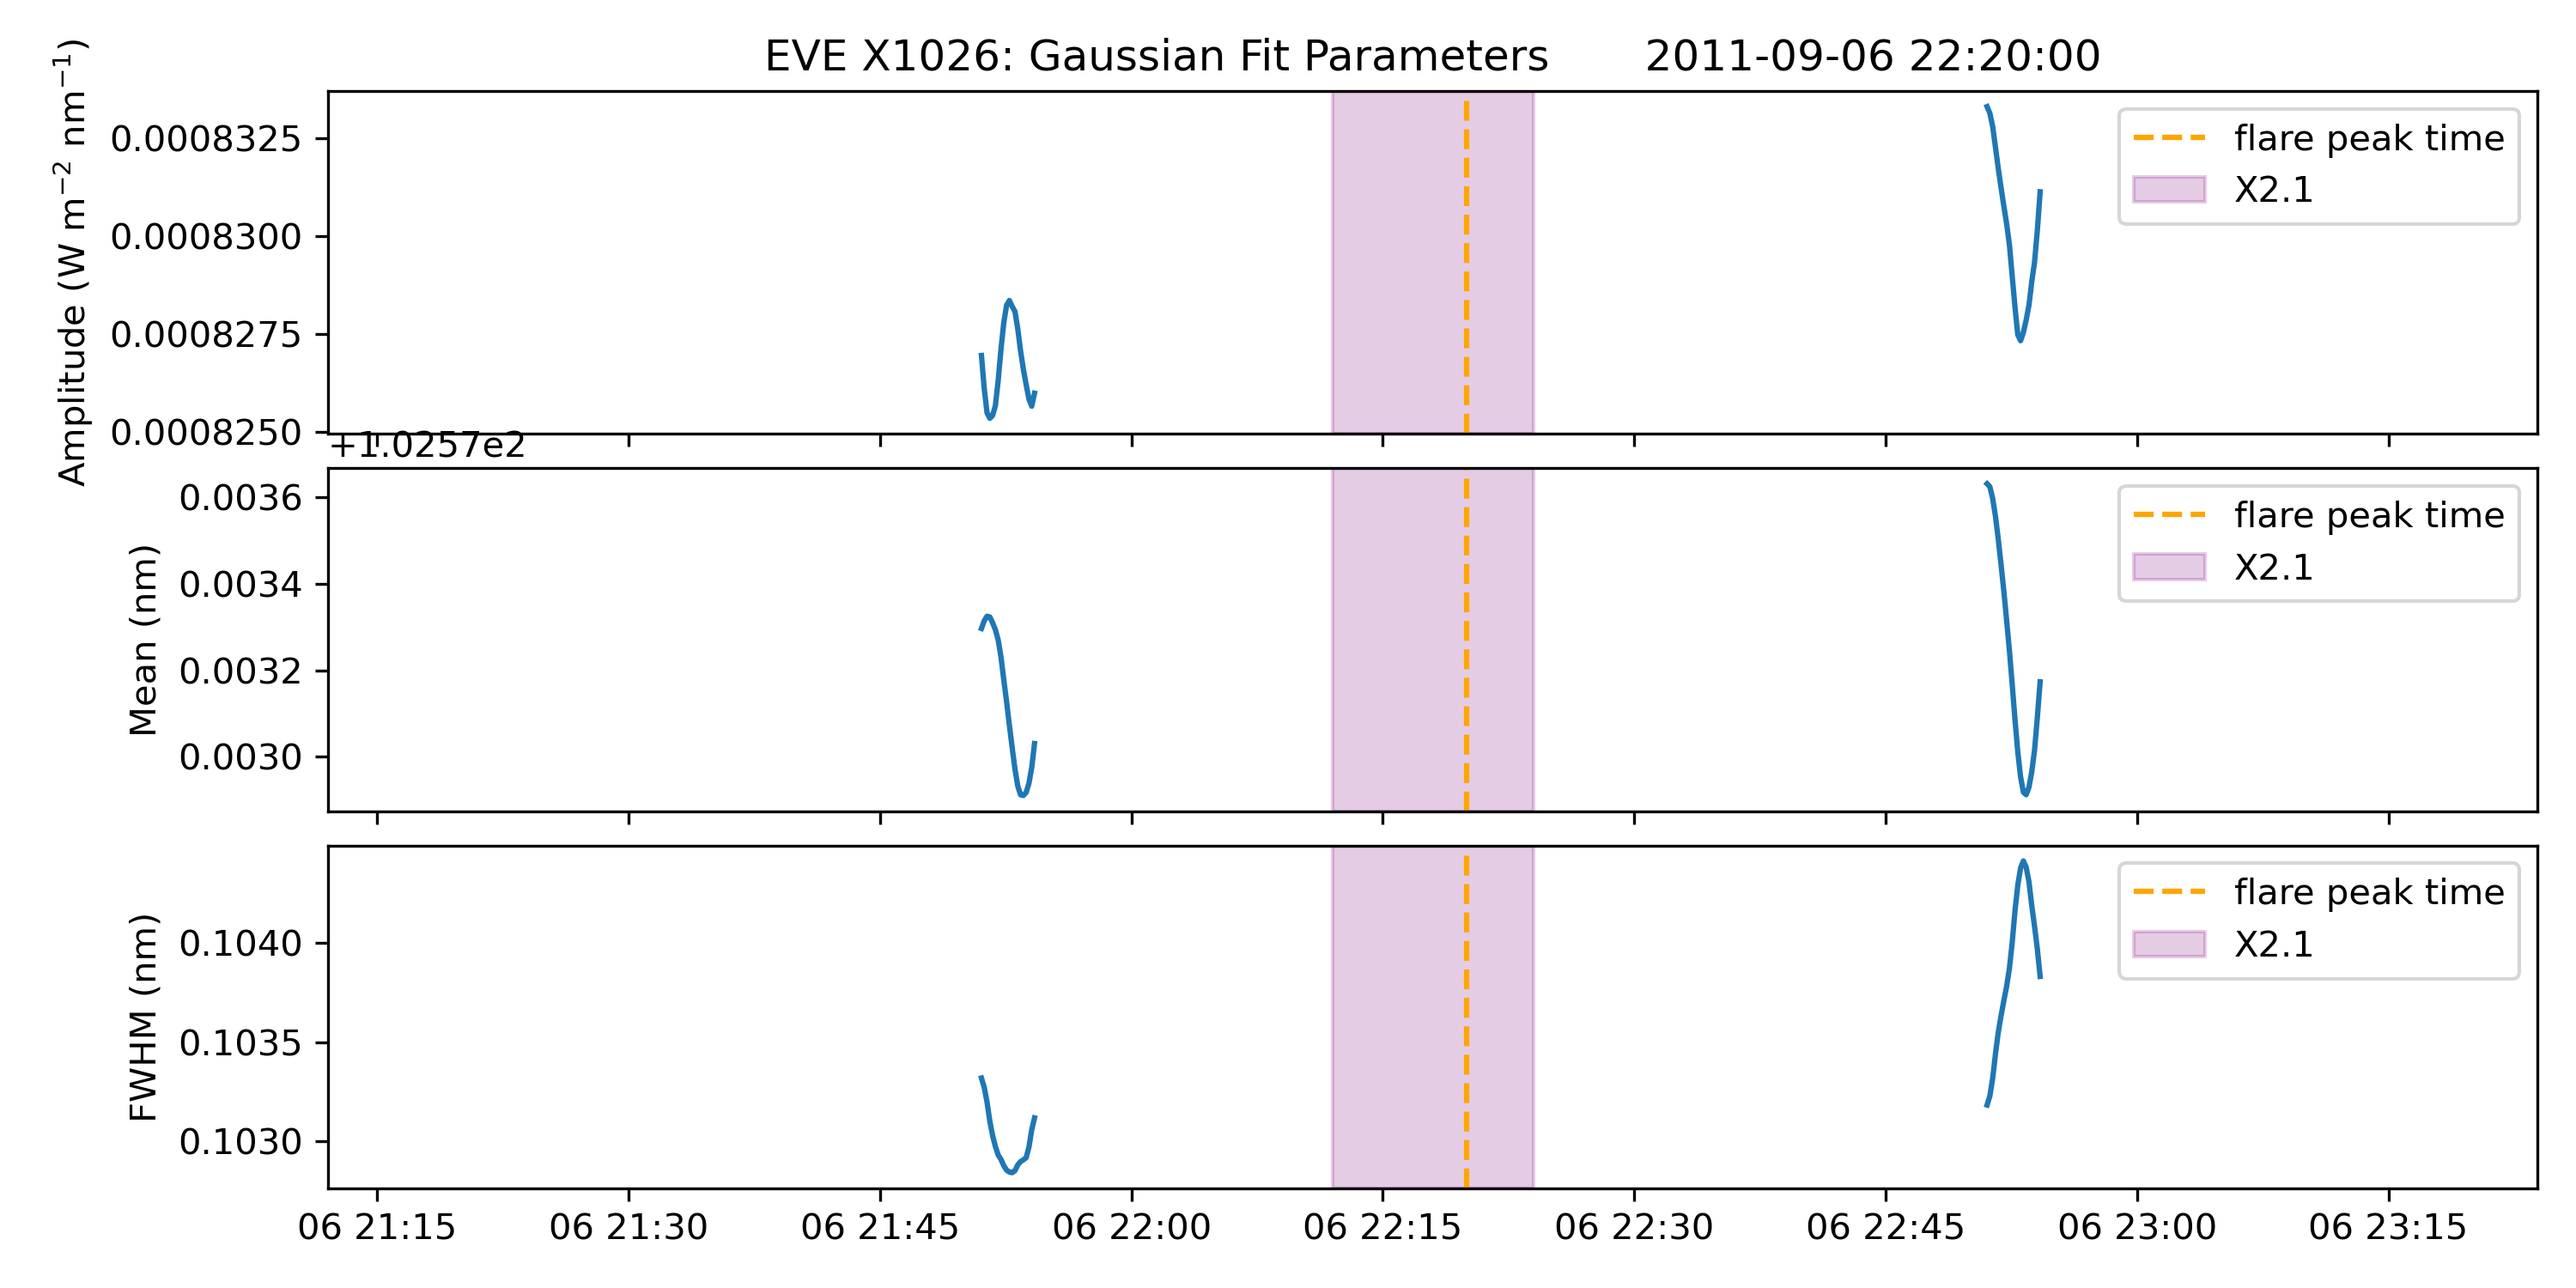 EVE X1026: Gaussian Fit Parameters 2011-09-06 22:20:00
Amplitude (W m⁻² nm⁻¹)
0.0008325
0.0008300
0.0008275
0.0008250
flare peak time
X2.1
+1.0257e2
Mean (nm)
0.0036
0.0034
0.0032
0.0030
flare peak time
X2.1
FWHM (nm)
0.1040
0.1035
0.1030
flare peak time
X2.1
06 21:15 06 21:30 06 21:45 06 22:00 06 22:15 06 22:30 06 22:45 06 23:00 06 23:15